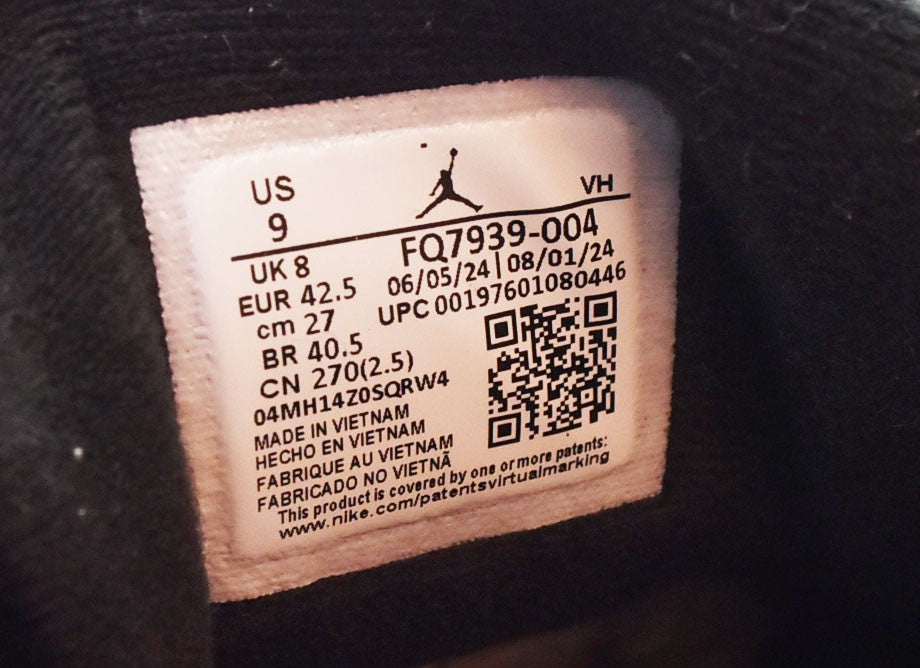 US
9
VH
UK 8
EUR 42.5
cm 27
BR 40.5
CN 270(2.5)
FQ7939-004
06/05/24|08/01/24
UPC 00197601080446
04MH14Z0SQRW4
MADE IN VIETNAM
HECHO EN VIETNAM
FABRIQUE AU VIETNAM
FABRICADO NO VIETNÃ
This product is covered by one or more patents:
www.nike.com/patentsvirtualmarking